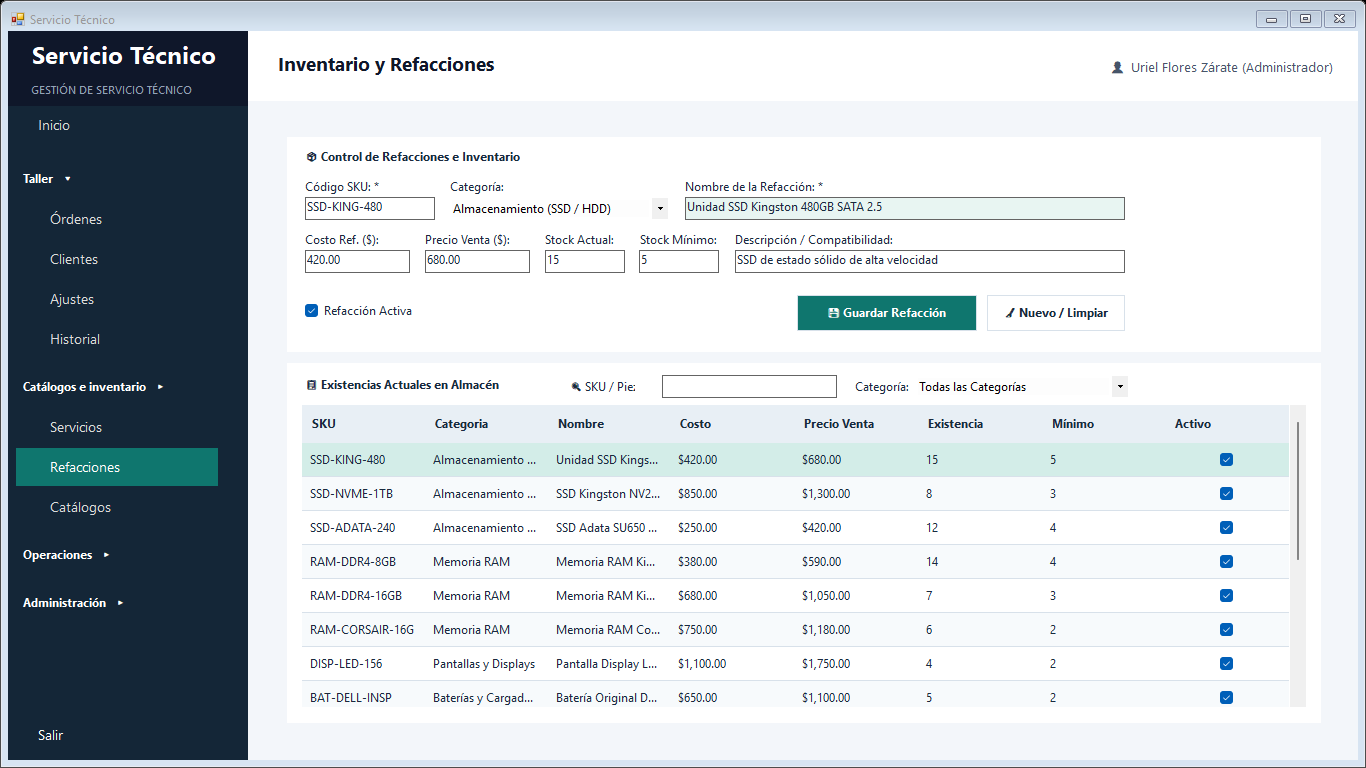 Servicio Técnico
Servicio Técnico
GESTIÓN DE SERVICIO TÉCNICO
Inicio
Taller
Órdenes
Clientes
Ajustes
Historial
Catálogos e inventario
Servicios
Refacciones
Catálogos
Operaciones
Administración
Salir
Inventario y Refacciones
Uriel Flores Zárate (Administrador)
Control de Refacciones e Inventario
Código SKU: * Categoría: Nombre de la Refacción: *
SSD-KING-480 Almacenamiento (SSD / HDD) Unidad SSD Kingston 480GB SATA 2.5
Costo Ref. ($): Precio Venta ($): Stock Actual: Stock Mínimo: Descripción / Compatibilidad:
420.00 680.00 15 5 SSD de estado sólido de alta velocidad
Refacción Activa Guardar Refacción Nuevo / Limpiar
Existencias Actuales en Almacén SKU / Pie: Categoría: Todas las Categorías
SKU Categoria Nombre Costo Precio Venta Existencia Mínimo Activo
SSD-KING-480 Almacenamiento ... Unidad SSD Kings... $420.00 $680.00 15 5
SSD-NVME-1TB Almacenamiento ... SSD Kingston NV2... $850.00 $1,300.00 8 3
SSD-ADATA-240 Almacenamiento ... SSD Adata SU650 ... $250.00 $420.00 12 4
RAM-DDR4-8GB Memoria RAM Memoria RAM Ki... $380.00 $590.00 14 4
RAM-DDR4-16GB Memoria RAM Memoria RAM Ki... $680.00 $1,050.00 7 3
RAM-CORSAIR-16G Memoria RAM Memoria RAM Co... $750.00 $1,180.00 6 2
DISP-LED-156 Pantallas y Displays Pantalla Display L... $1,100.00 $1,750.00 4 2
BAT-DELL-INSP Baterías y Cargad... Batería Original D... $650.00 $1,100.00 5 2